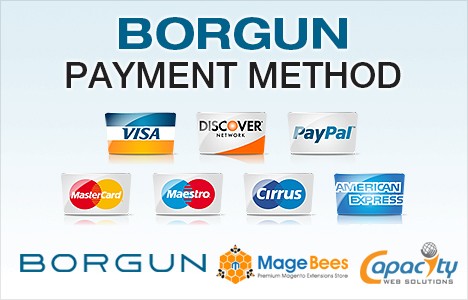 BORGUN
PAYMENT METHOD
VISA
DISCOVER
NETWORK
PayPal
MasterCard
Maestro
Cirrus
AMERICAN
EXPRESS
BORGUN
MageBees
Premium Magento Extensions Store
Capacity
WEB SOLUTIONS